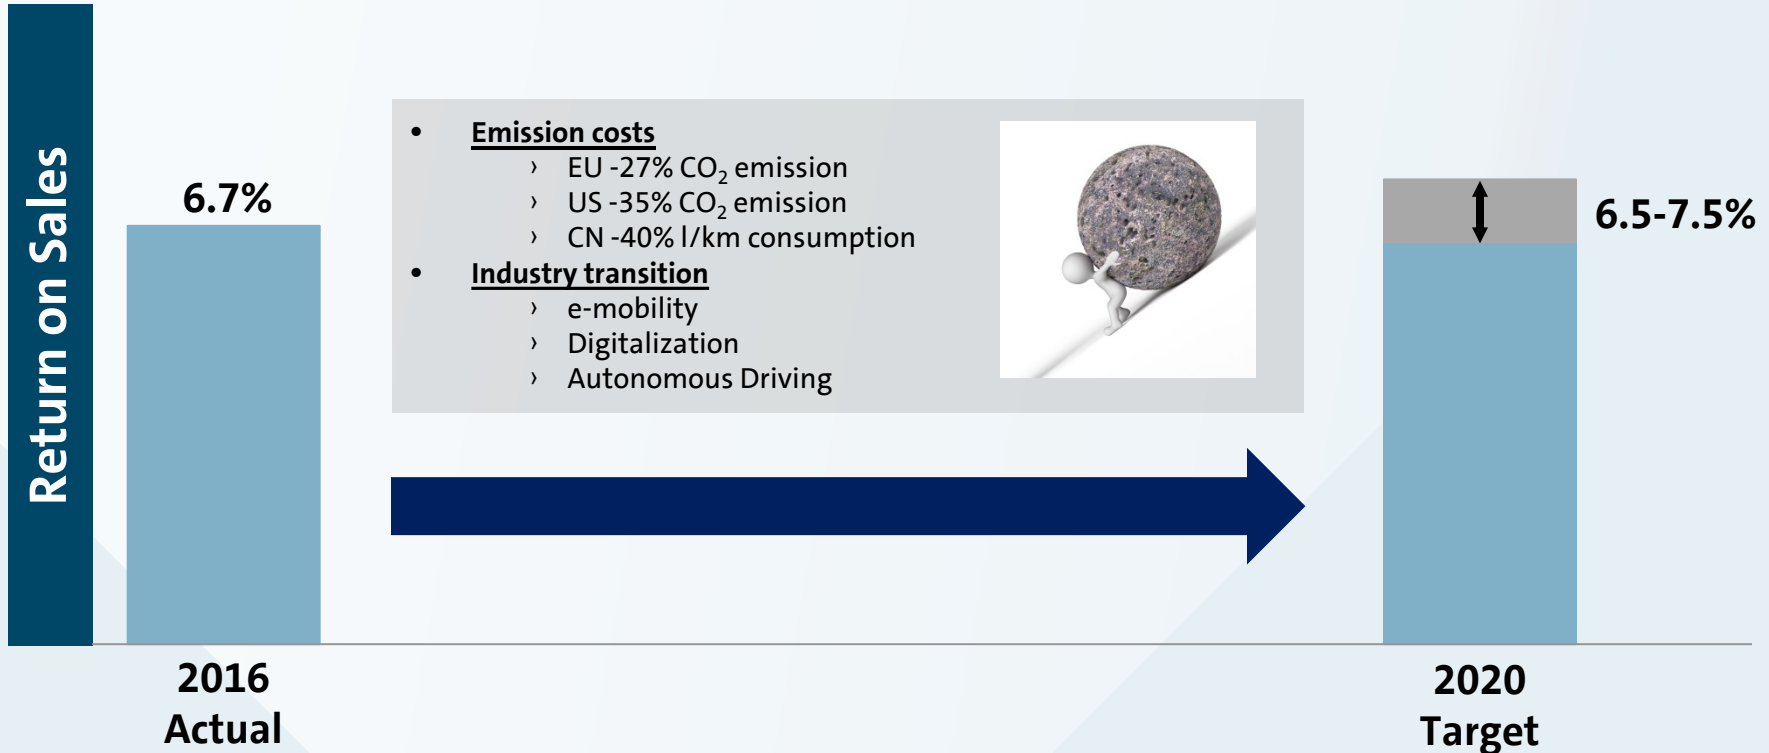 Return on Sales
6.7%
• Emission costs
› EU -27% CO₂ emission
› US -35% CO₂ emission
› CN -40% l/km consumption
• Industry transition
› e-mobility
› Digitalization
› Autonomous Driving
6.5-7.5%
2016
Actual
2020
Target